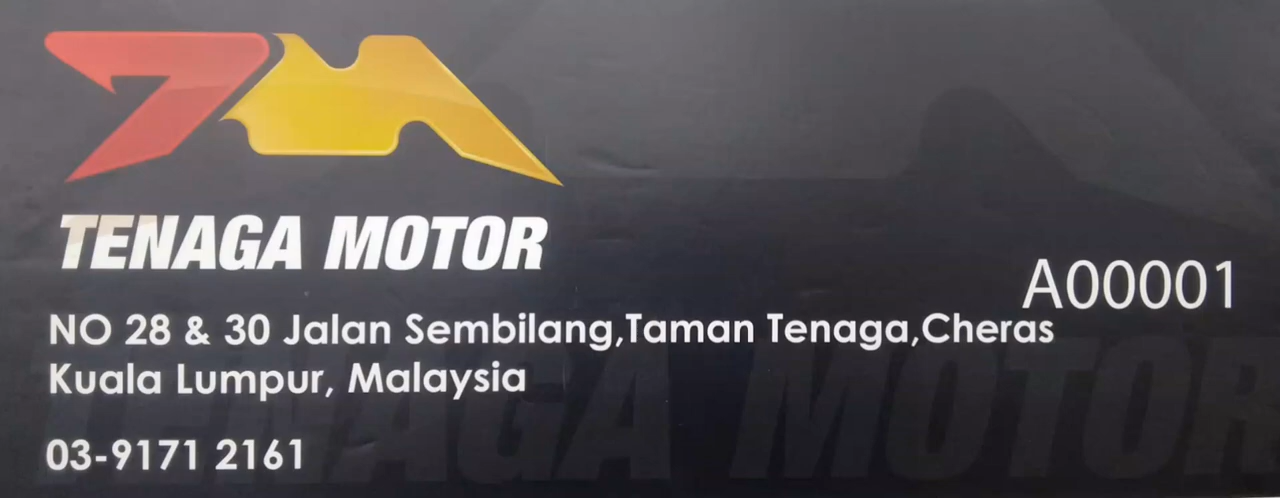 TENAGA MOTOR
A00001
NO 28 & 30 Jalan Sembilang,Taman Tenaga,Cheras
Kuala Lumpur, Malaysia
03-9171 2161
TENAGA MOTOR